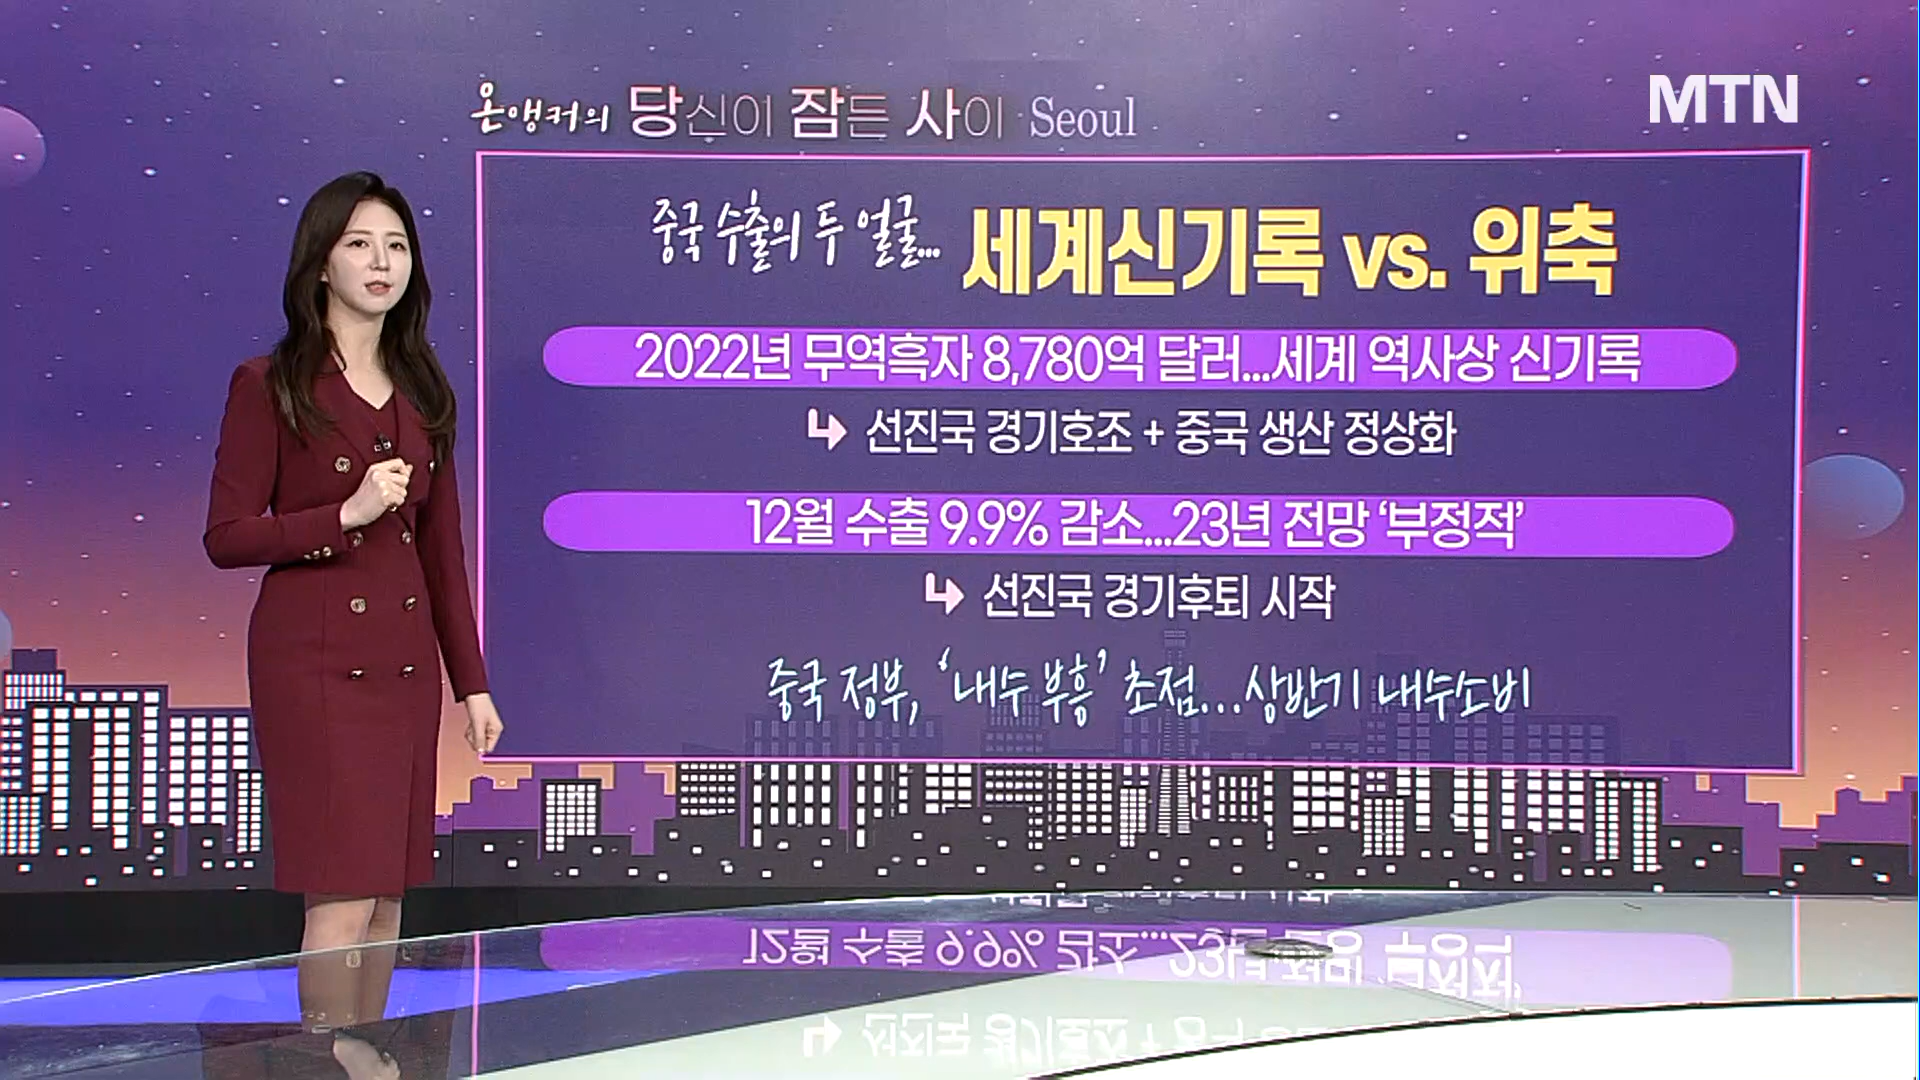 온앵커의 당신이 잠든 사이 Seoul
MTN
중국 수출의 두 얼굴... 세계신기록 vs. 위축
2022년 무역흑자 8,780억 달러...세계 역사상 신기록
↳ 선진국 경기호조 + 중국 생산 정상화
12월 수출 9.9% 감소...23년 전망 ‘부정적’
↳ 선진국 경기후퇴 시작
중국 정부, ‘내수 부흥’ 초점...상반기 내수소비